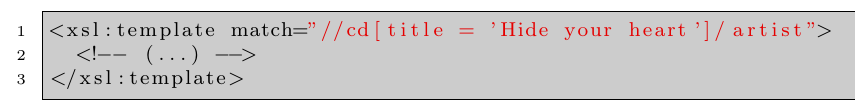 1 <xsl:template match="//cd[title = 'Hide your heart']/artist">
2 <!-- (...) -->
3 </xsl:template>